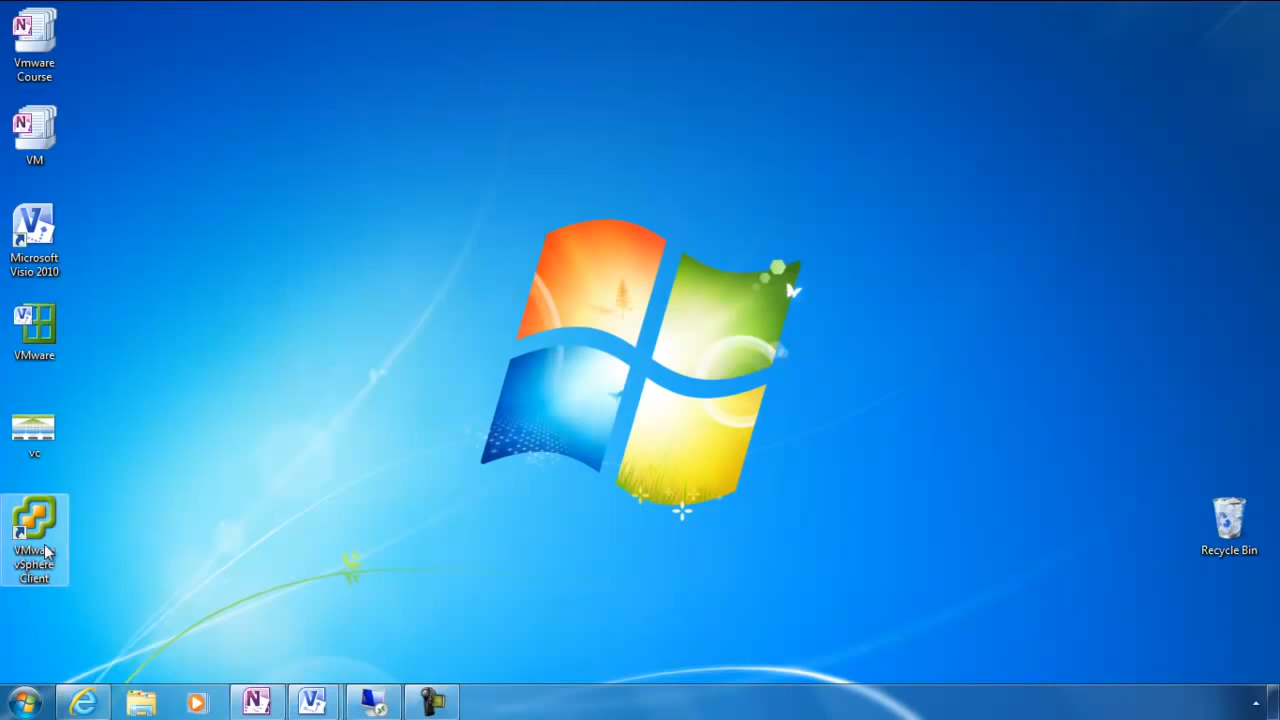 Vmware
Course
VM
Microsoft
Visio 2010
VMware
vc
VMware
vSphere
Client
Recycle Bin